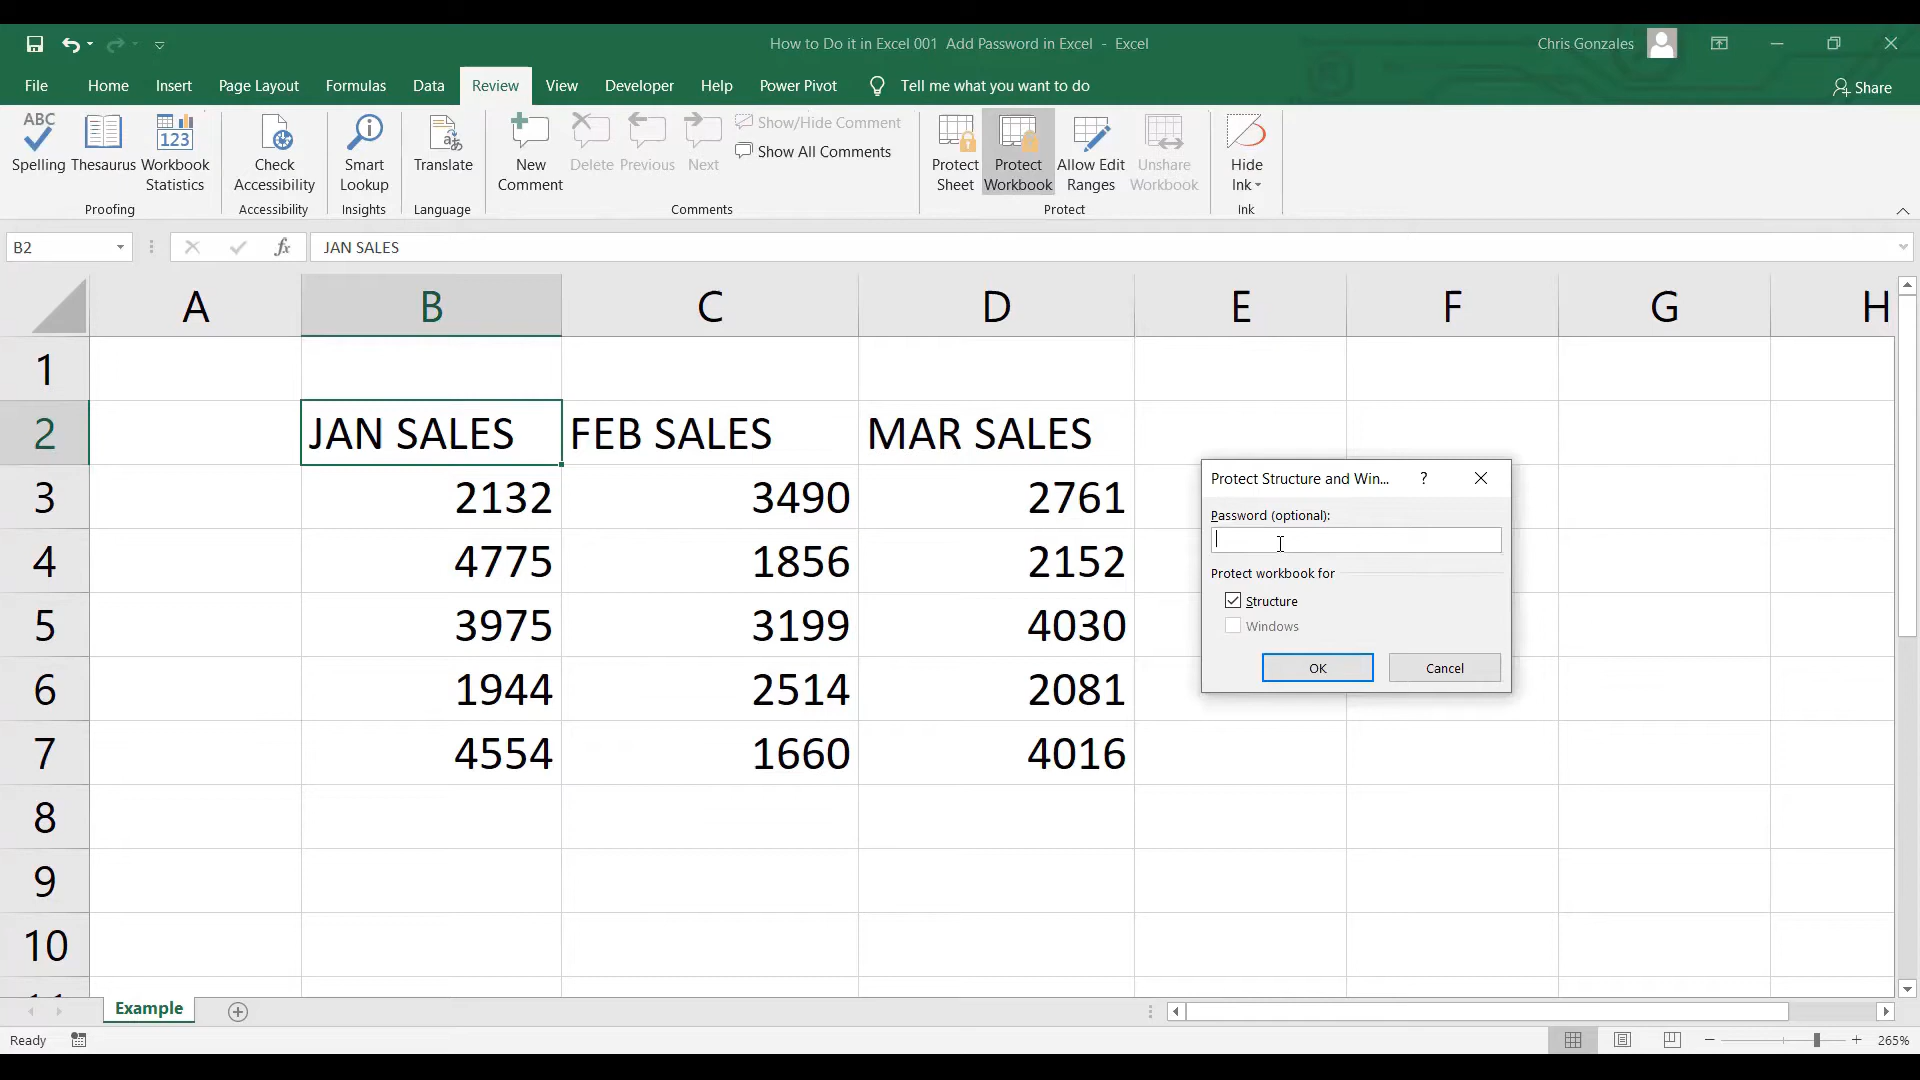 How to Do it in Excel 001 Add Password in Excel - Excel
Chris Gonzales
File Home Insert Page Layout Formulas Data Review View Developer Help Power Pivot Tell me what you want to do Share
ABC
Spelling
Thesaurus
123
Workbook
Statistics
Proofing
Check
Accessibility
Accessibility
Smart
Lookup
Insights
Translate
Language
New
Comment
Delete
Previous
Next
Show/Hide Comment
Show All Comments
Comments
Protect
Sheet
Protect
Workbook
Allow Edit
Ranges
Unshare
Workbook
Protect
Hide
Ink
Ink
B2 fx JAN SALES
A B C D E F G H
1
2 JAN SALES FEB SALES MAR SALES
3 2132 3490 2761
4 4775 1856 2152
5 3975 3199 4030
6 1944 2514 2081
7 4554 1660 4016
8
9
10
Protect Structure and Win... ?
Password (optional):
Protect workbook for
Structure
Windows
OK Cancel
Example
Ready 265%